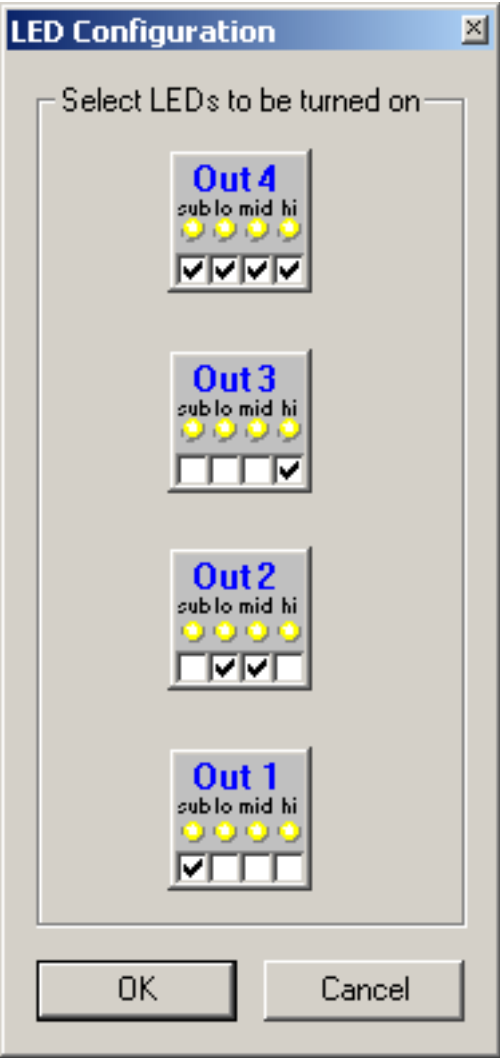 LED Configuration
Select LEDs to be turned on
Out 4
sub lo mid hi
Out 3
sub lo mid hi
Out 2
sub lo mid hi
Out 1
sub lo mid hi
OK Cancel